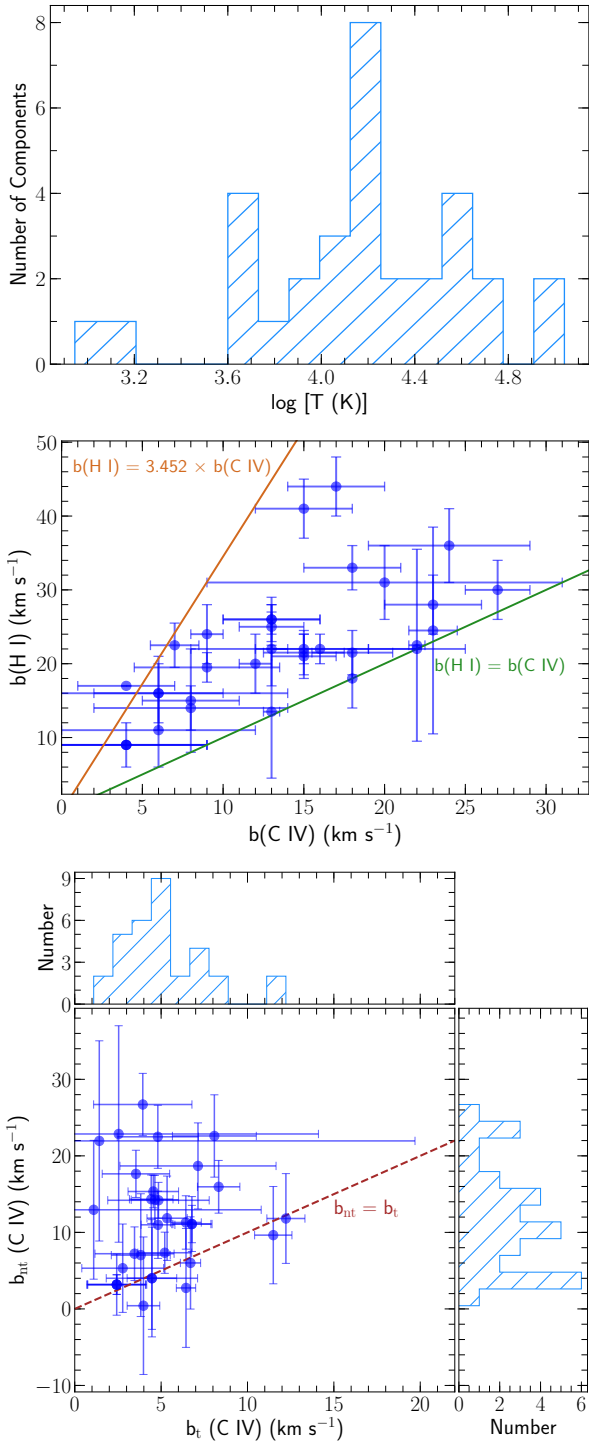 8
6
4
2
0
Number of Components
3.2 3.6 4.0 4.4 4.8
log [T (K)]
50
40
30
20
10
b(H I) (km s⁻¹)
b(H I) = 3.452 × b(C IV)
b(H I) = b(C IV)
0 5 10 15 20 25 30
b(C IV) (km s⁻¹)
9
6
3
0
Number
30
20
10
0
−10
b_nt (C IV) (km s⁻¹)
b_nt = b_t
0 5 10 15 20
b_t (C IV) (km s⁻¹)
0 2 4 6
Number